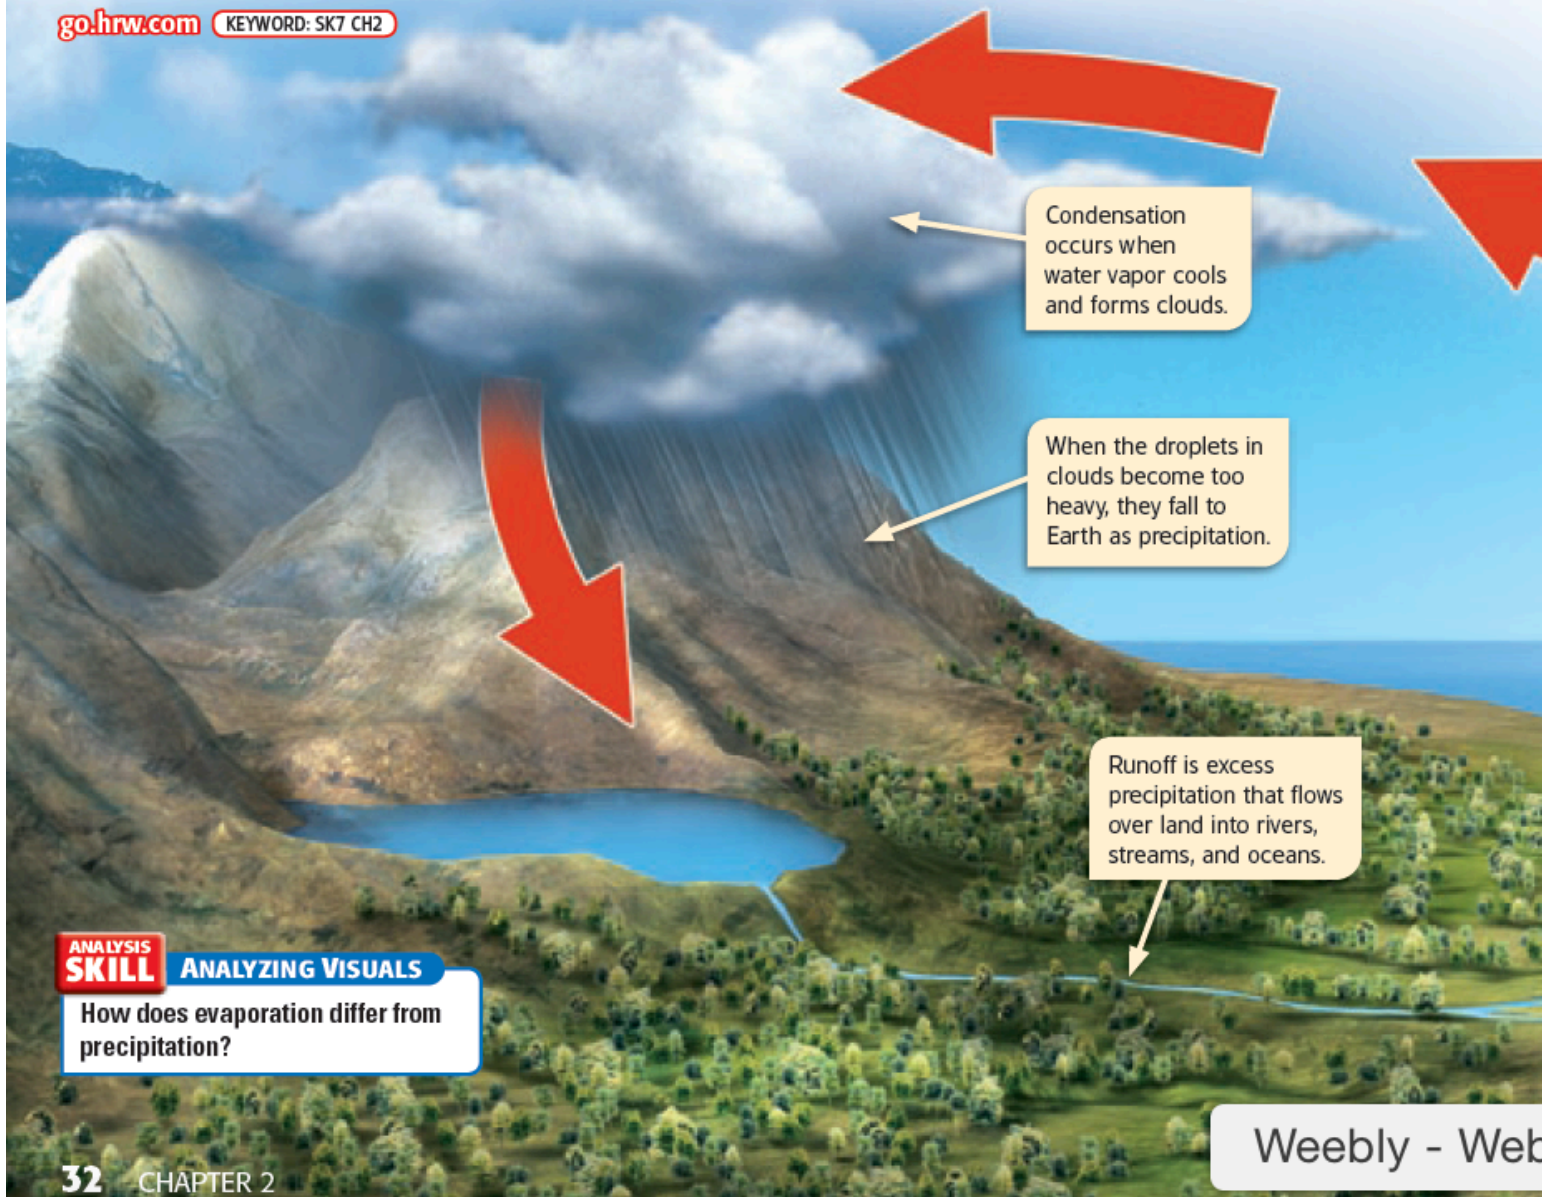 go.hrw.com KEYWORD: SK7 CH2
Condensation
occurs when
water vapor cools
and forms clouds.
When the droplets in
clouds become too
heavy, they fall to
Earth as precipitation.
Runoff is excess
precipitation that flows
over land into rivers,
streams, and oceans.
ANALYSIS
SKILL ANALYZING VISUALS
How does evaporation differ from
precipitation?
32 CHAPTER 2
Weebly - Web